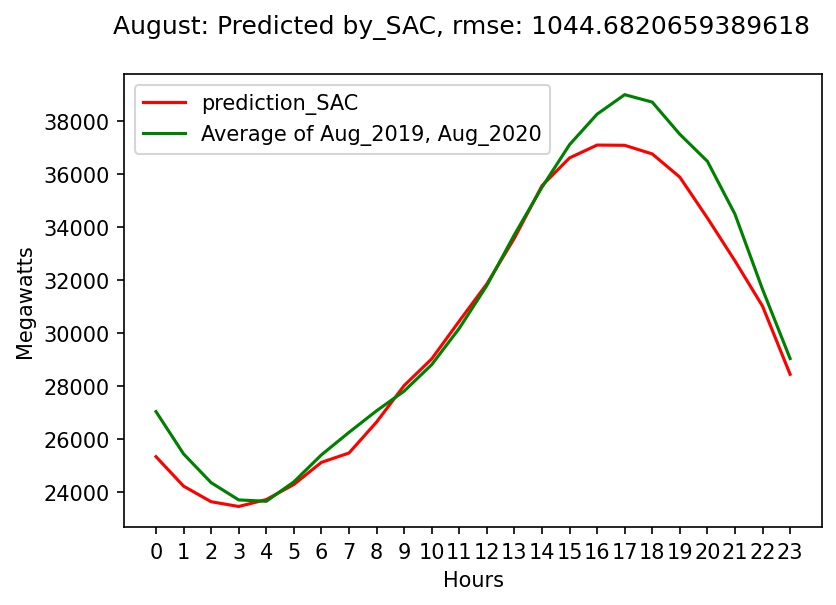 August: Predicted by_SAC, rmse: 1044.6820659389618
prediction_SAC
Average of Aug_2019, Aug_2020
38000
36000
34000
32000
30000
28000
26000
24000
Megawatts
0 1 2 3 4 5 6 7 8 9 10 11 12 13 14 15 16 17 18 19 20 21 22 23
Hours